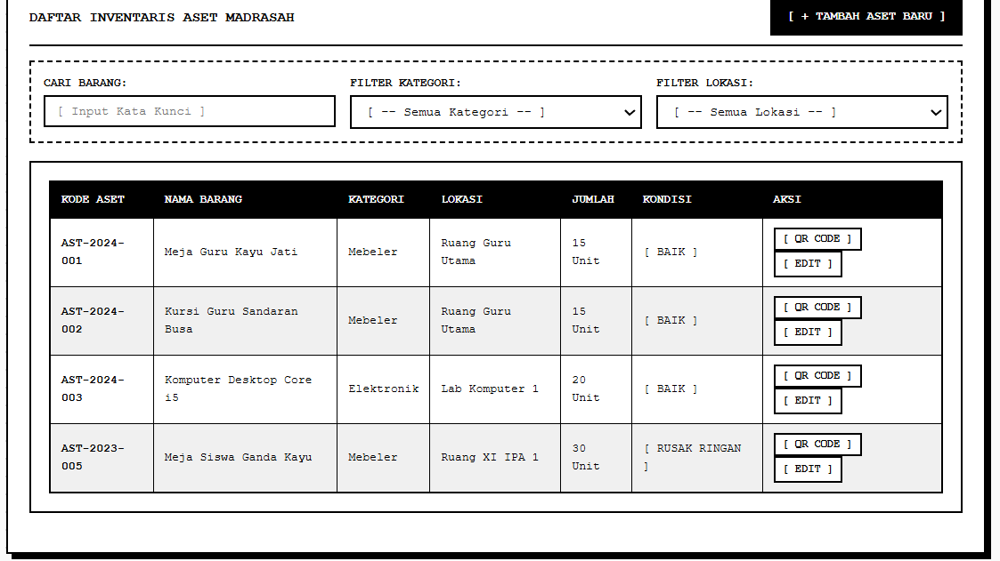 DAFTAR INVENTARIS ASET MADRASAH
[ + TAMBAH ASET BARU ]
CARI BARANG:
FILTER KATEGORI:
FILTER LOKASI:
[ Input Kata Kunci ]
[ -- Semua Kategori -- ]
[ -- Semua Lokasi -- ]
KODE ASET NAMA BARANG KATEGORI LOKASI JUMLAH KONDISI AKSI
AST-2024-
001
Meja Guru Kayu Jati
Mebeler
Ruang Guru
Utama
15
Unit
[ BAIK ]
[ QR CODE ]
[ EDIT ]
AST-2024-
002
Kursi Guru Sandaran
Busa
Mebeler
Ruang Guru
Utama
15
Unit
[ BAIK ]
[ QR CODE ]
[ EDIT ]
AST-2024-
003
Komputer Desktop Core
i5
Elektronik
Lab Komputer 1
20
Unit
[ BAIK ]
[ QR CODE ]
[ EDIT ]
AST-2023-
005
Meja Siswa Ganda Kayu
Mebeler
Ruang XI IPA 1
30
Unit
[ RUSAK RINGAN
]
[ QR CODE ]
[ EDIT ]